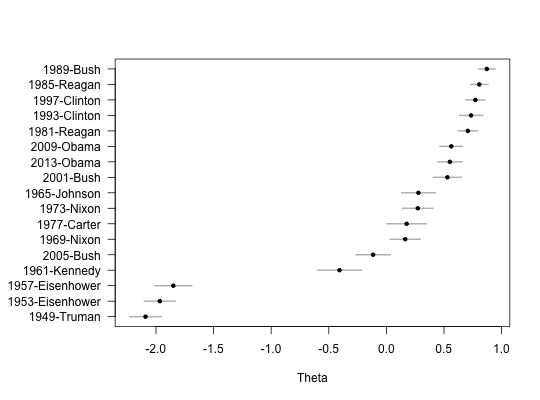 1989-Bush
1985-Reagan
1997-Clinton
1993-Clinton
1981-Reagan
2009-Obama
2013-Obama
2001-Bush
1965-Johnson
1973-Nixon
1977-Carter
1969-Nixon
2005-Bush
1961-Kennedy
1957-Eisenhower
1953-Eisenhower
1949-Truman
-2.0 -1.5 -1.0 -0.5 0.0 0.5 1.0
Theta